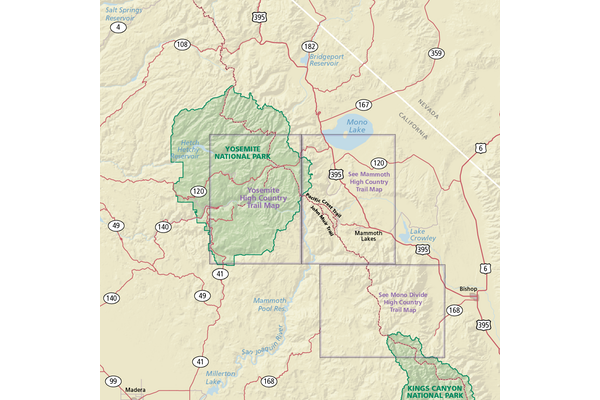 Salt Springs
Reservoir
4
395
108
182
Bridgeport
Reservoir
359
167
NEVADA
CALIFORNIA
Mono
Lake
6
Hetch
Hetchy
Reservoir
YOSEMITE
NATIONAL PARK
120
395
See Mammoth
High Country
Trail Map
120
Yosemite
High Country
Trail Map
Pacific Crest Trail
John Muir Trail
49
140
Mammoth
Lakes
Lake
Crowley
395
41
6
140
49
Mammoth
Pool Res.
See Mono Divide
High Country
Trail Map
Bishop
168
395
San Joaquin River
41
Millerton
Lake
168
99
Madera
49
KINGS CANYON
NATIONAL PARK